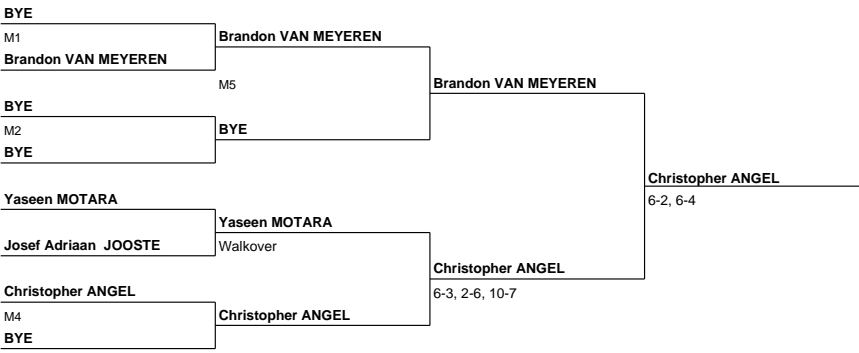 BYE
M1
Brandon VAN MEYEREN
Brandon VAN MEYEREN
M5
Brandon VAN MEYEREN
BYE
M2
BYE
BYE
Christopher ANGEL
6-2, 6-4
Yaseen MOTARA
Yaseen MOTARA
Josef Adriaan  JOOSTE
Walkover
Christopher ANGEL
6-3, 2-6, 10-7
Christopher ANGEL
M4
Christopher ANGEL
BYE